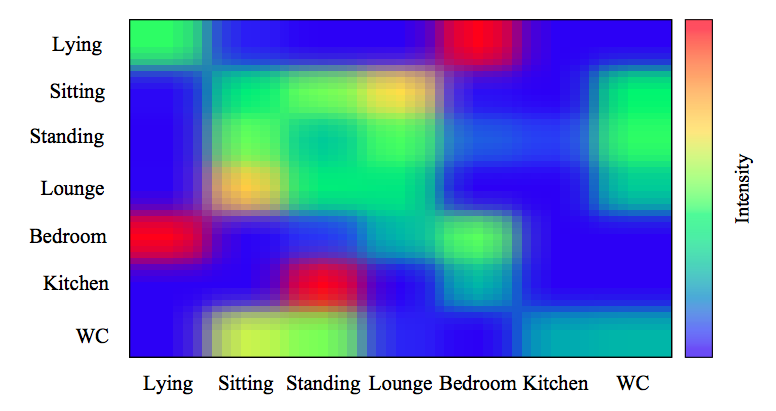 Lying
Sitting
Standing
Lounge
Bedroom
Kitchen
WC
Lying Sitting Standing Lounge Bedroom Kitchen WC
Intensity